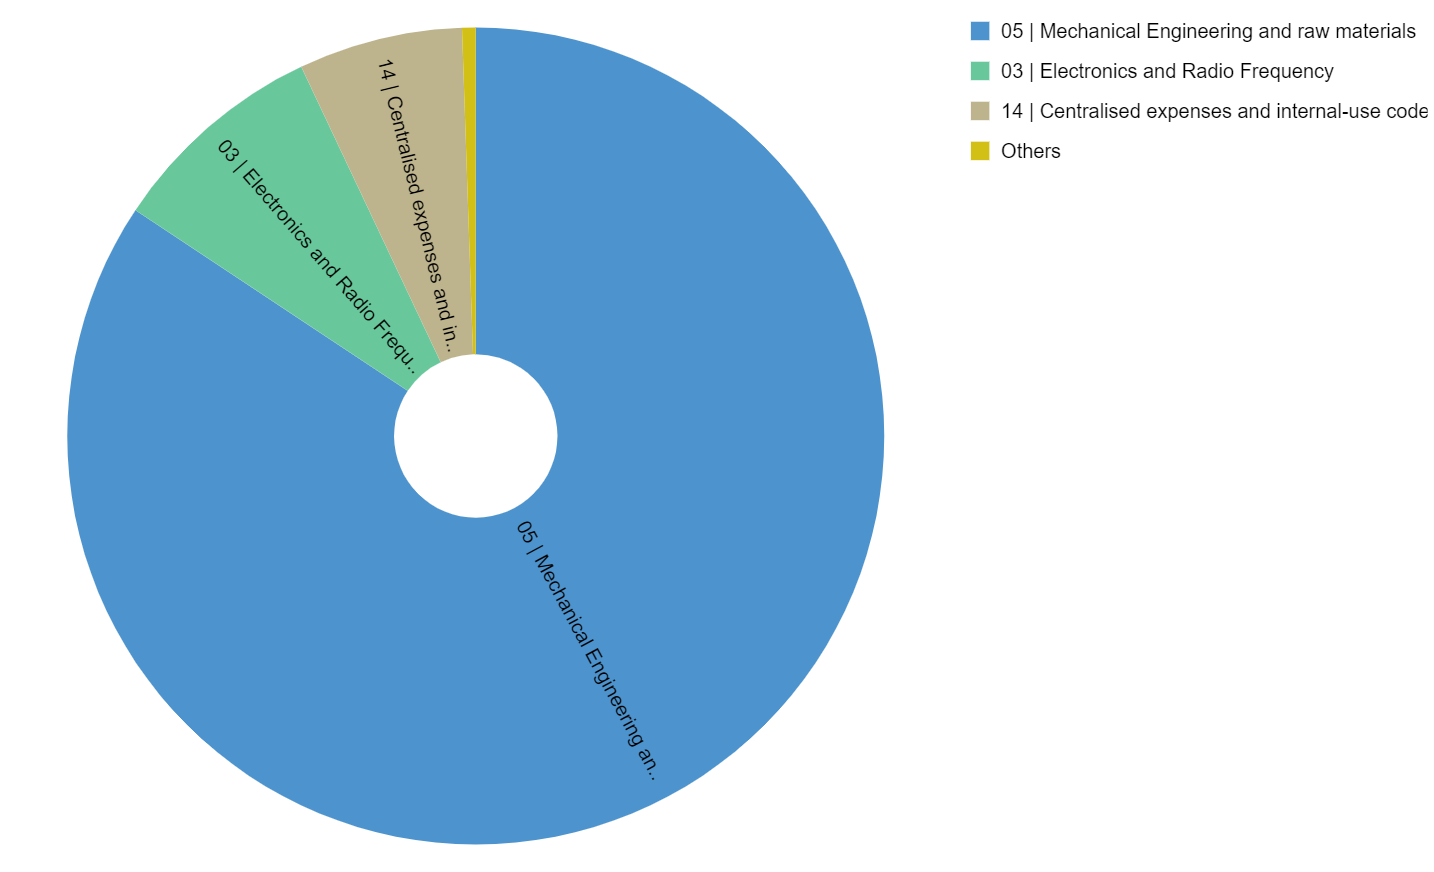 05 | Mechanical Engineering and raw materials
03 | Electronics and Radio Frequency
14 | Centralised expenses and internal-use code
Others
14 | Centralised expenses and in..
03 | Electronics and Radio Frequ..
05 | Mechanical Engineering an..